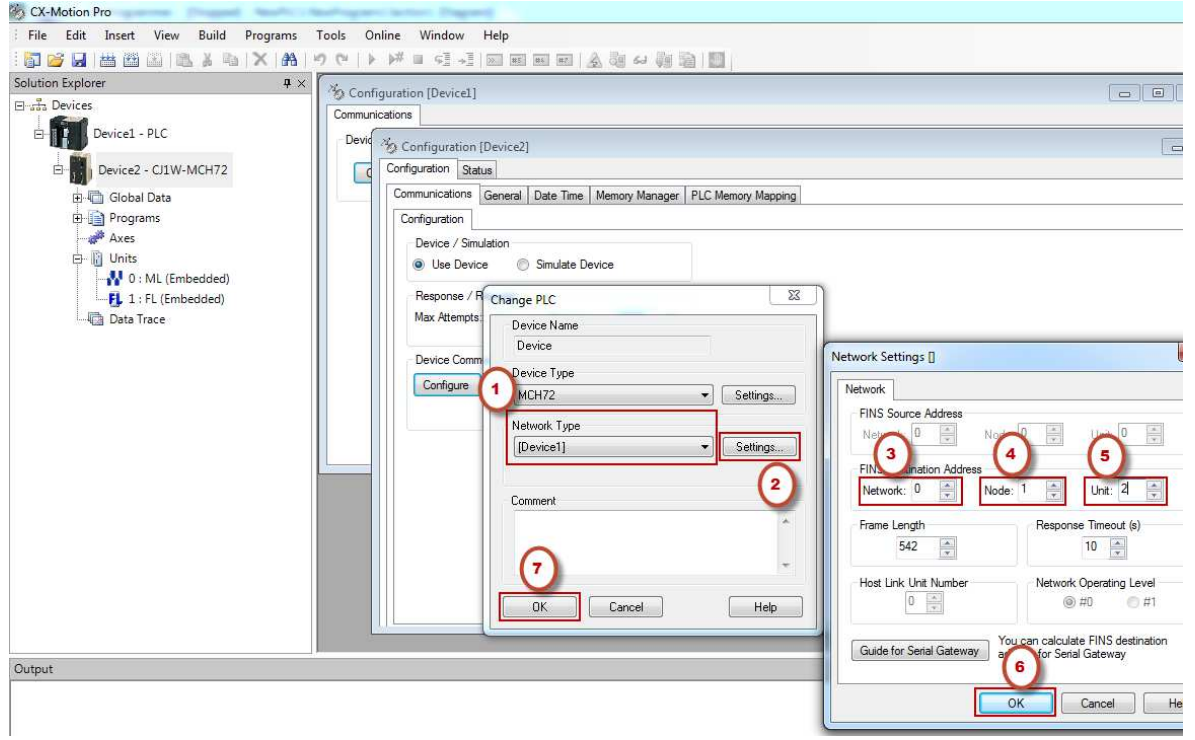 CX-Motion Pro
File Edit Insert View Build Programs Tools Online Window Help
Solution Explorer
Devices
Device1 - PLC
Device2 - CJ1W-MCH72
Global Data
Programs
Axes
Units
0 : ML (Embedded)
FL 1 : FL (Embedded)
Data Trace
Configuration [Device1]
Communications
Configuration [Device2]
Configuration Status
Communications General Date Time Memory Manager PLC Memory Mapping
Configuration
Device / Simulation
Use Device Simulate Device
Response /
Max Attempts:
Device Comm
Configure
Change PLC
Device Name
Device
1
Device Type
MCH72 Settings...
Network Type
[Device1] Settings...
2
Comment
7
OK Cancel Help
Network Settings []
Network
FINS Source Address
0 0 0
3 4 5
Network: 0 Node: 1 Unit: 2
Frame Length
542
Response Timeout (s)
10
Host Link Unit Number
0
Network Operating Level
#0 #1
Guide for Serial Gateway
You can calculate FINS destination
for Serial Gateway
6
OK Cancel
Output